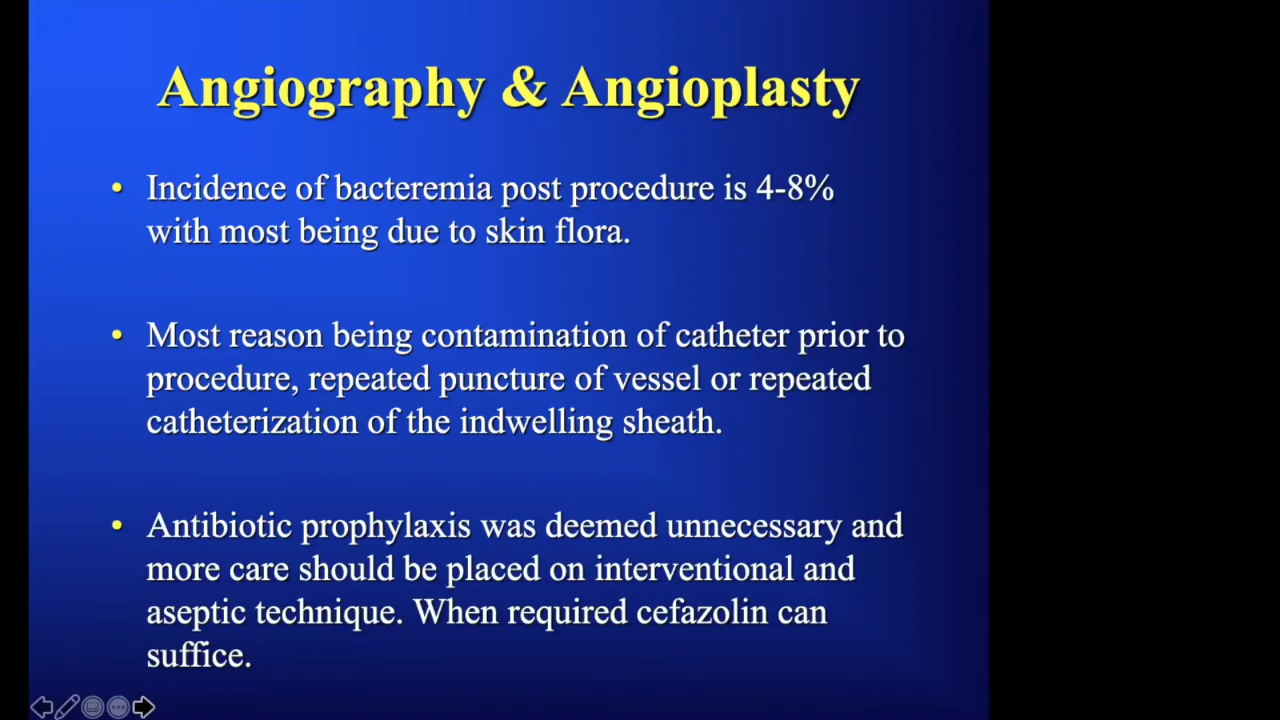 Angiography & Angioplasty
• Incidence of bacteremia post procedure is 4-8%
with most being due to skin flora.
• Most reason being contamination of catheter prior to
procedure, repeated puncture of vessel or repeated
catheterization of the indwelling sheath.
• Antibiotic prophylaxis was deemed unnecessary and
more care should be placed on interventional and
aseptic technique. When required cefazolin can
suffice.